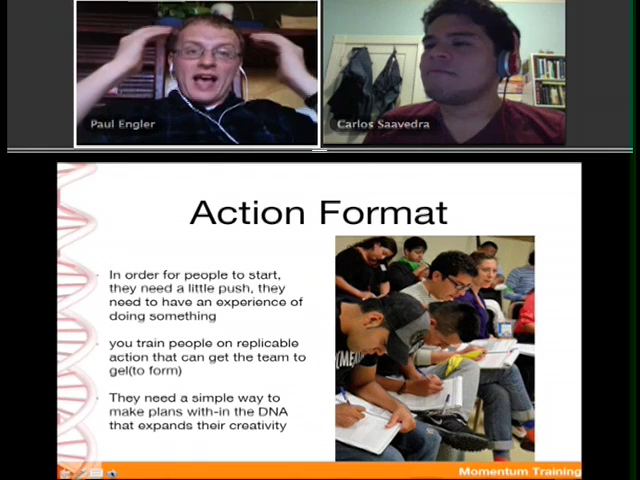 Paul Engler
Carlos Saavedra
Action Format
In order for people to start,
they need a little push, they
need to have an experience of
doing something
you train people on replicable
action that can get the team to
gel(to form)
They need a simple way to
make plans with-in the DNA
that expands their creativity
Momentum Training